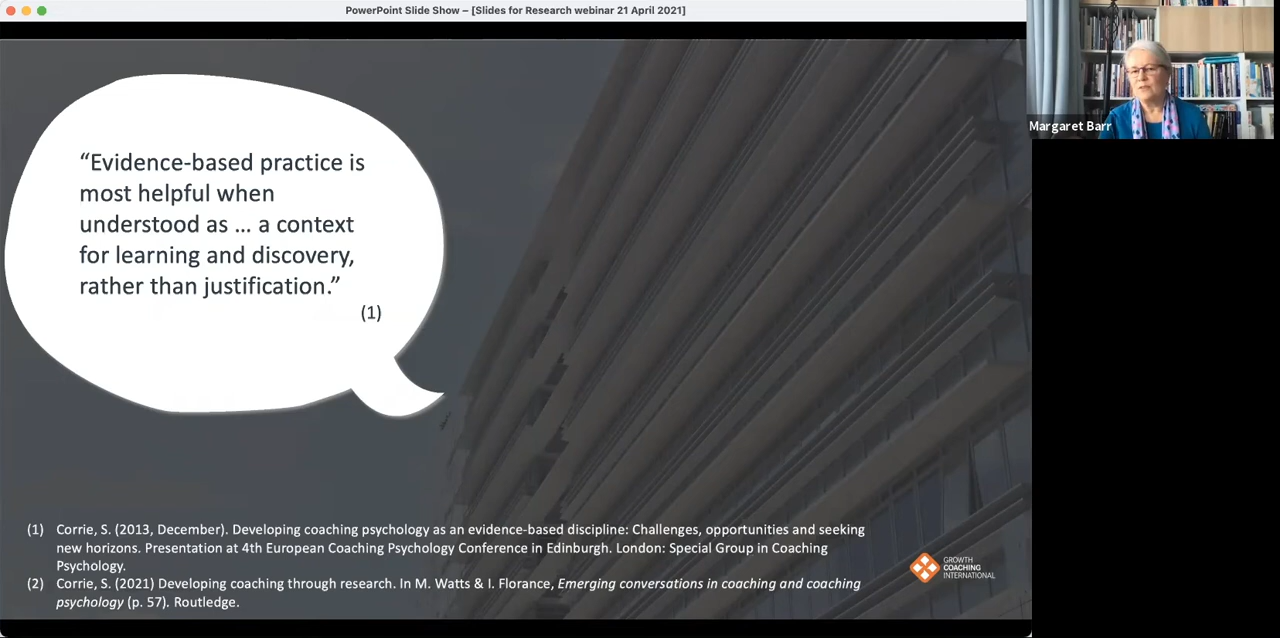 PowerPoint Slide Show – [Slides for Research webinar 21 April 2021]
Margaret Barr
“Evidence-based practice is
most helpful when
understood as ... a context
for learning and discovery,
rather than justification.”
(1)
(1) Corrie, S. (2013, December). Developing coaching psychology as an evidence-based discipline: Challenges, opportunities and seeking
new horizons. Presentation at 4th European Coaching Psychology Conference in Edinburgh. London: Special Group in Coaching
Psychology.
(2) Corrie, S. (2021) Developing coaching through research. In M. Watts & I. Florance, Emerging conversations in coaching and coaching
psychology (p. 57). Routledge.
GROWTH
COACHING
INTERNATIONAL